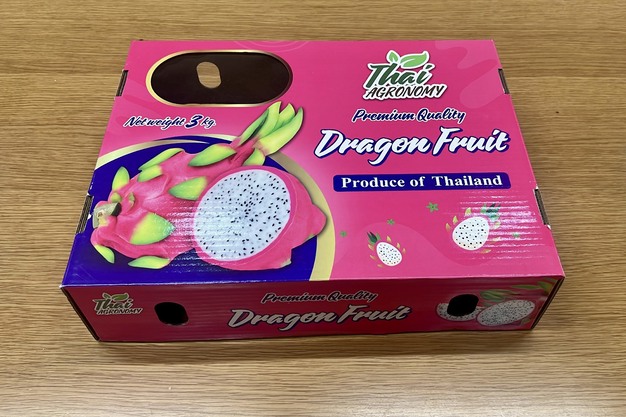 Thai
AGRONOMY
Net weight 3 kg.
Premium Quality
Dragon Fruit
Produce of Thailand
Thai
AGRONOMY
Premium Quality
Dragon Fruit